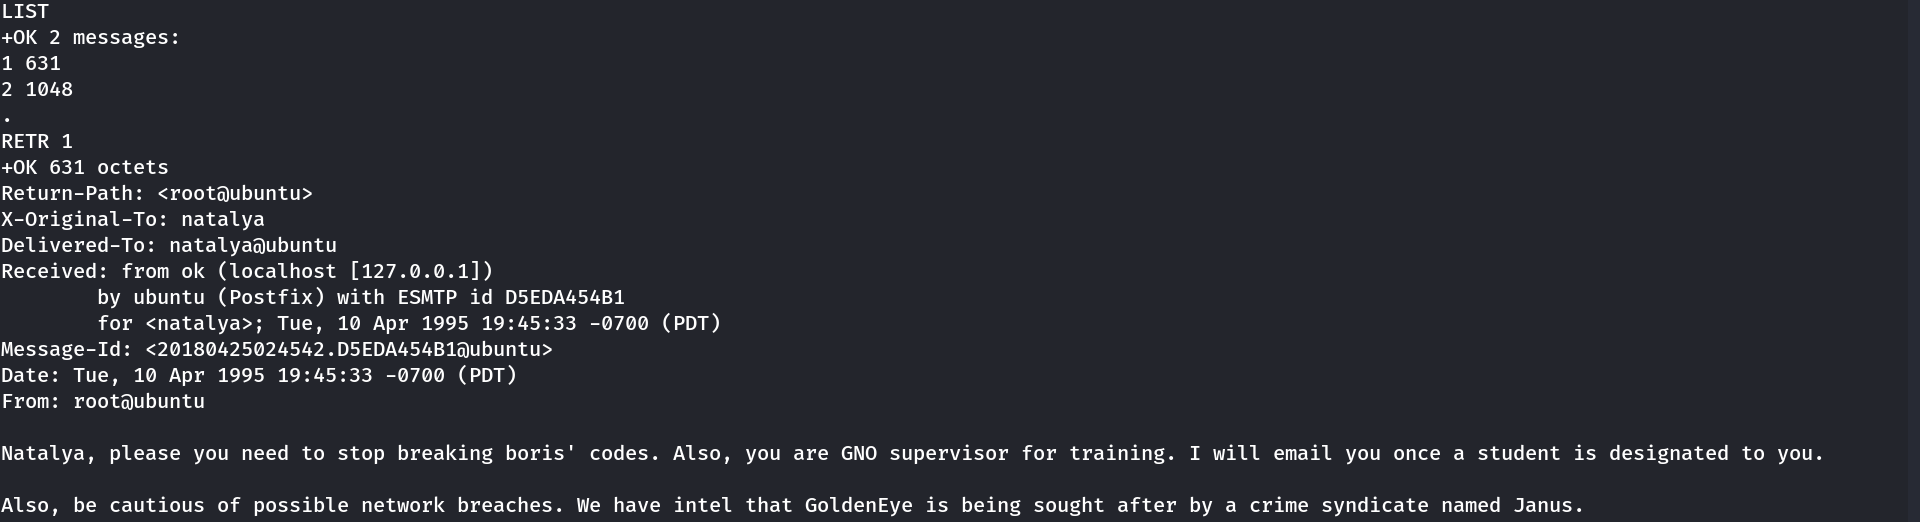 LIST
+OK 2 messages:
1 631
2 1048
.
RETR 1
+OK 631 octets
Return-Path: <root@ubuntu>
X-Original-To: natalya
Delivered-To: natalya@ubuntu
Received: from ok (localhost [127.0.0.1])
        by ubuntu (Postfix) with ESMTP id D5EDA454B1
        for <natalya>; Tue, 10 Apr 1995 19:45:33 -0700 (PDT)
Message-Id: <20180425024542.D5EDA454B1@ubuntu>
Date: Tue, 10 Apr 1995 19:45:33 -0700 (PDT)
From: root@ubuntu

Natalya, please you need to stop breaking boris' codes. Also, you are GNO supervisor for training. I will email you once a student is designated to you.

Also, be cautious of possible network breaches. We have intel that GoldenEye is being sought after by a crime syndicate named Janus.